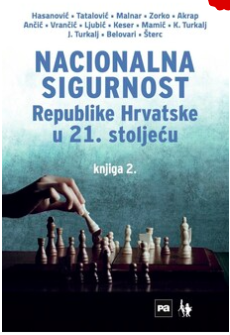 Hasanović • Tatalović • Malnar • Zorko • Akrap
Ančić • Vrančić • Ljubić • Keser • Mamić • K. Turkalj
J. Turkalj • Belovari • Šterc
NACIONALNA
SIGURNOST
Republike Hrvatske
u 21. stoljeću
knjiga 2.
pa